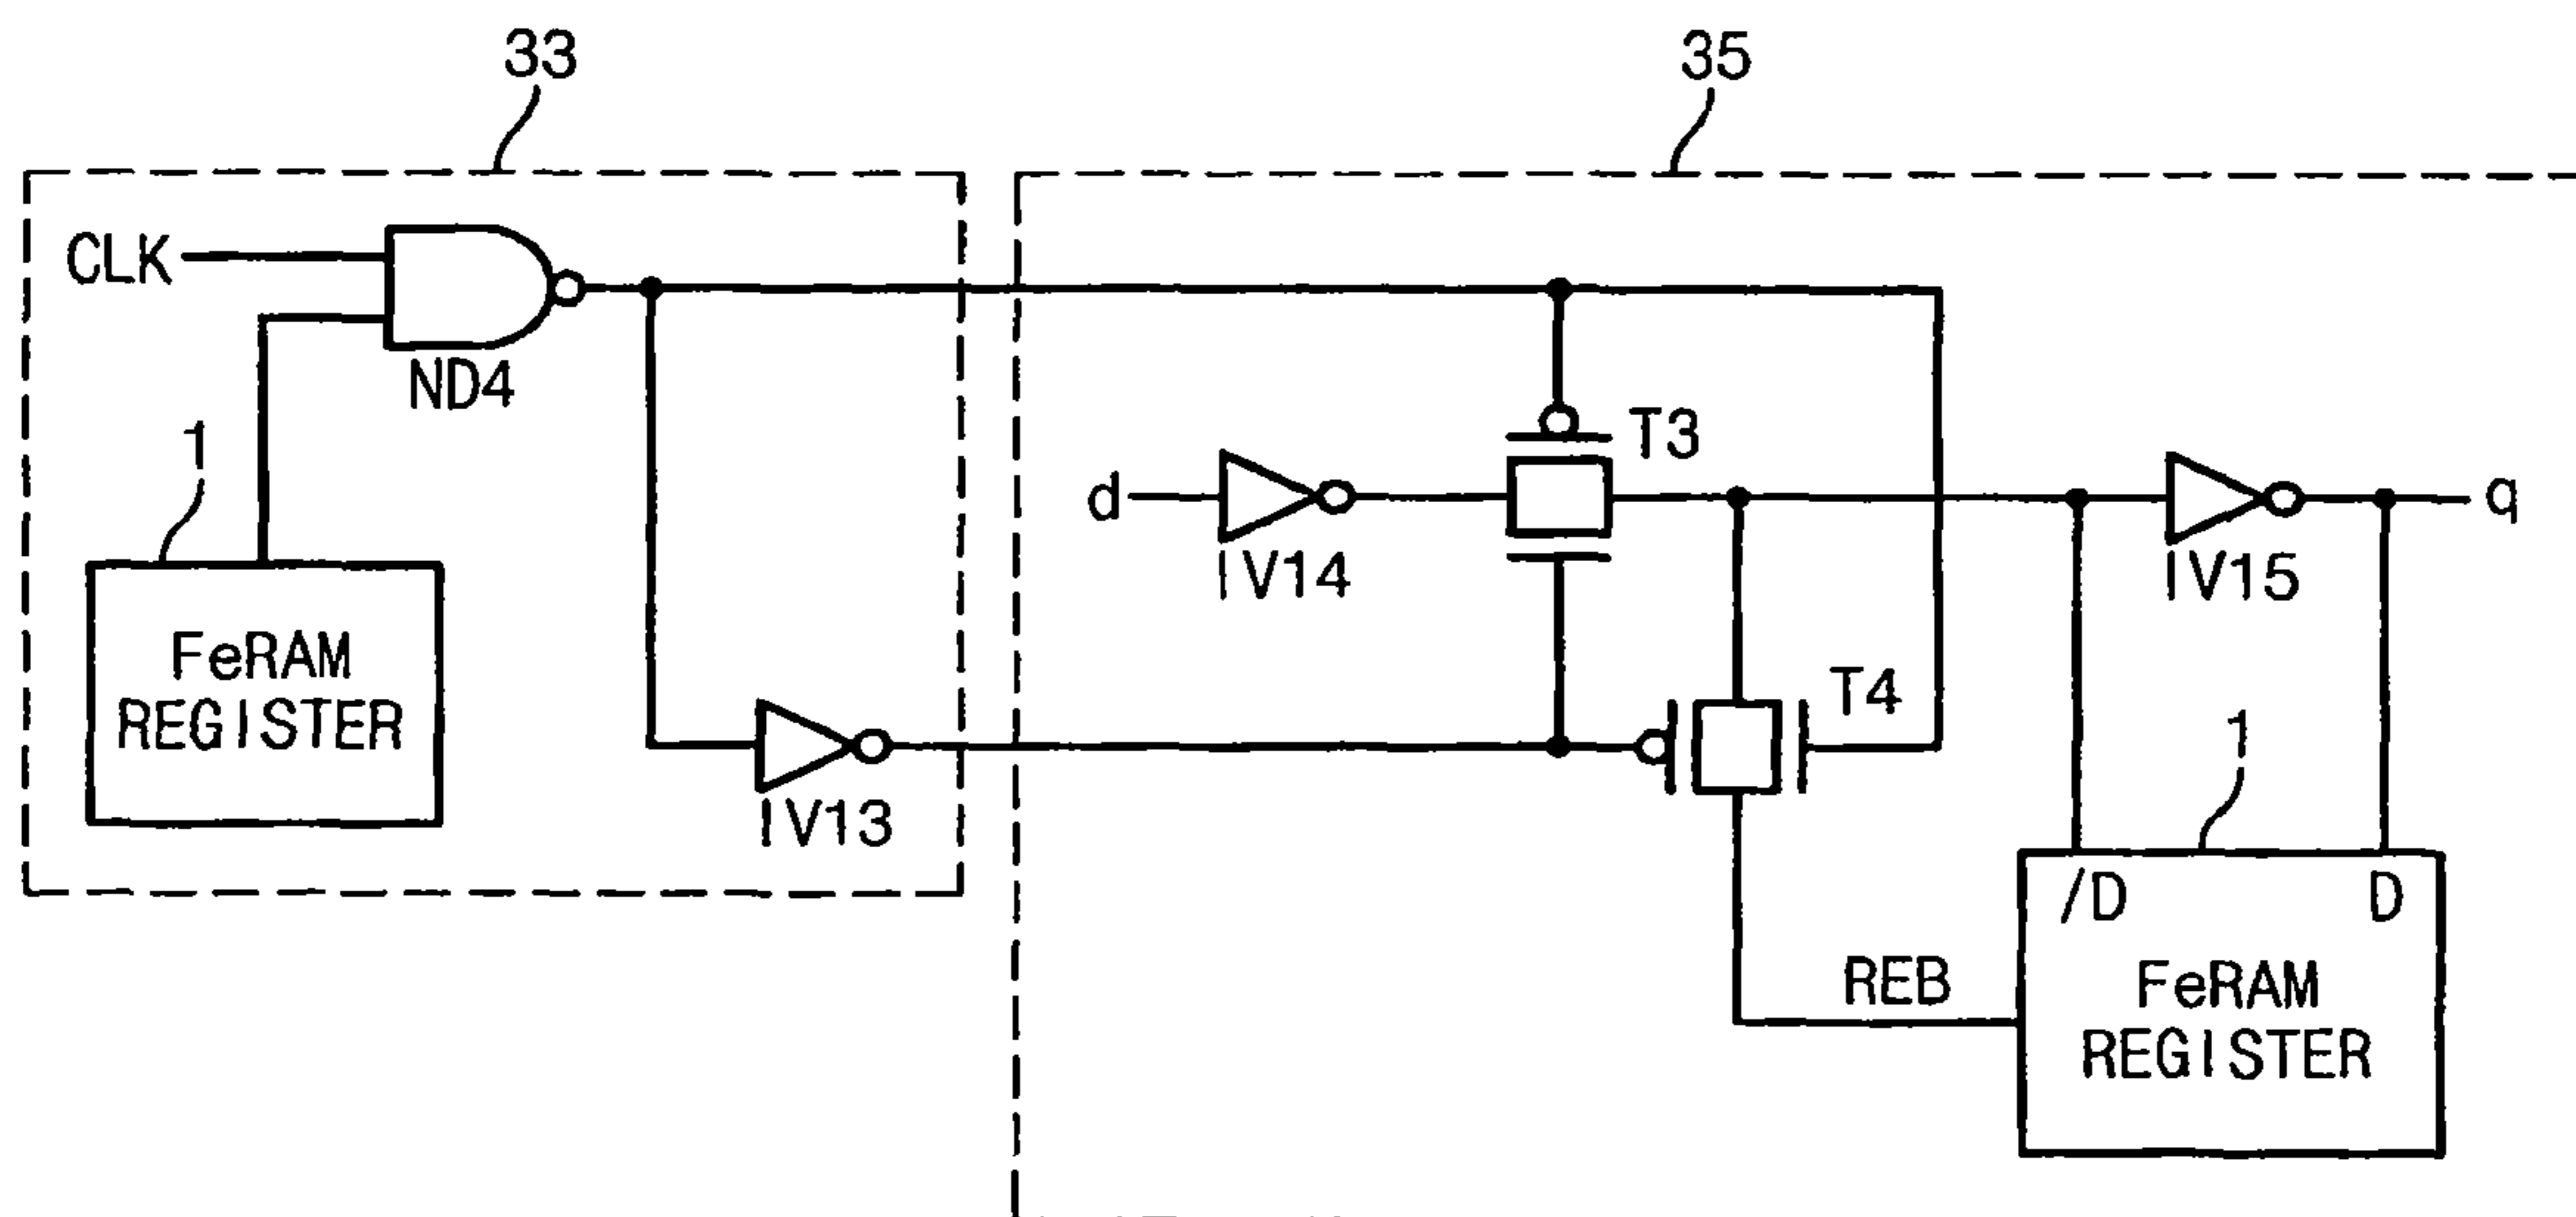 33
35
CLK
ND4
1
FeRAM
REGISTER
IV13
d
IV14
T3
T4
IV15
q
1
/D
D
REB
FeRAM
REGISTER